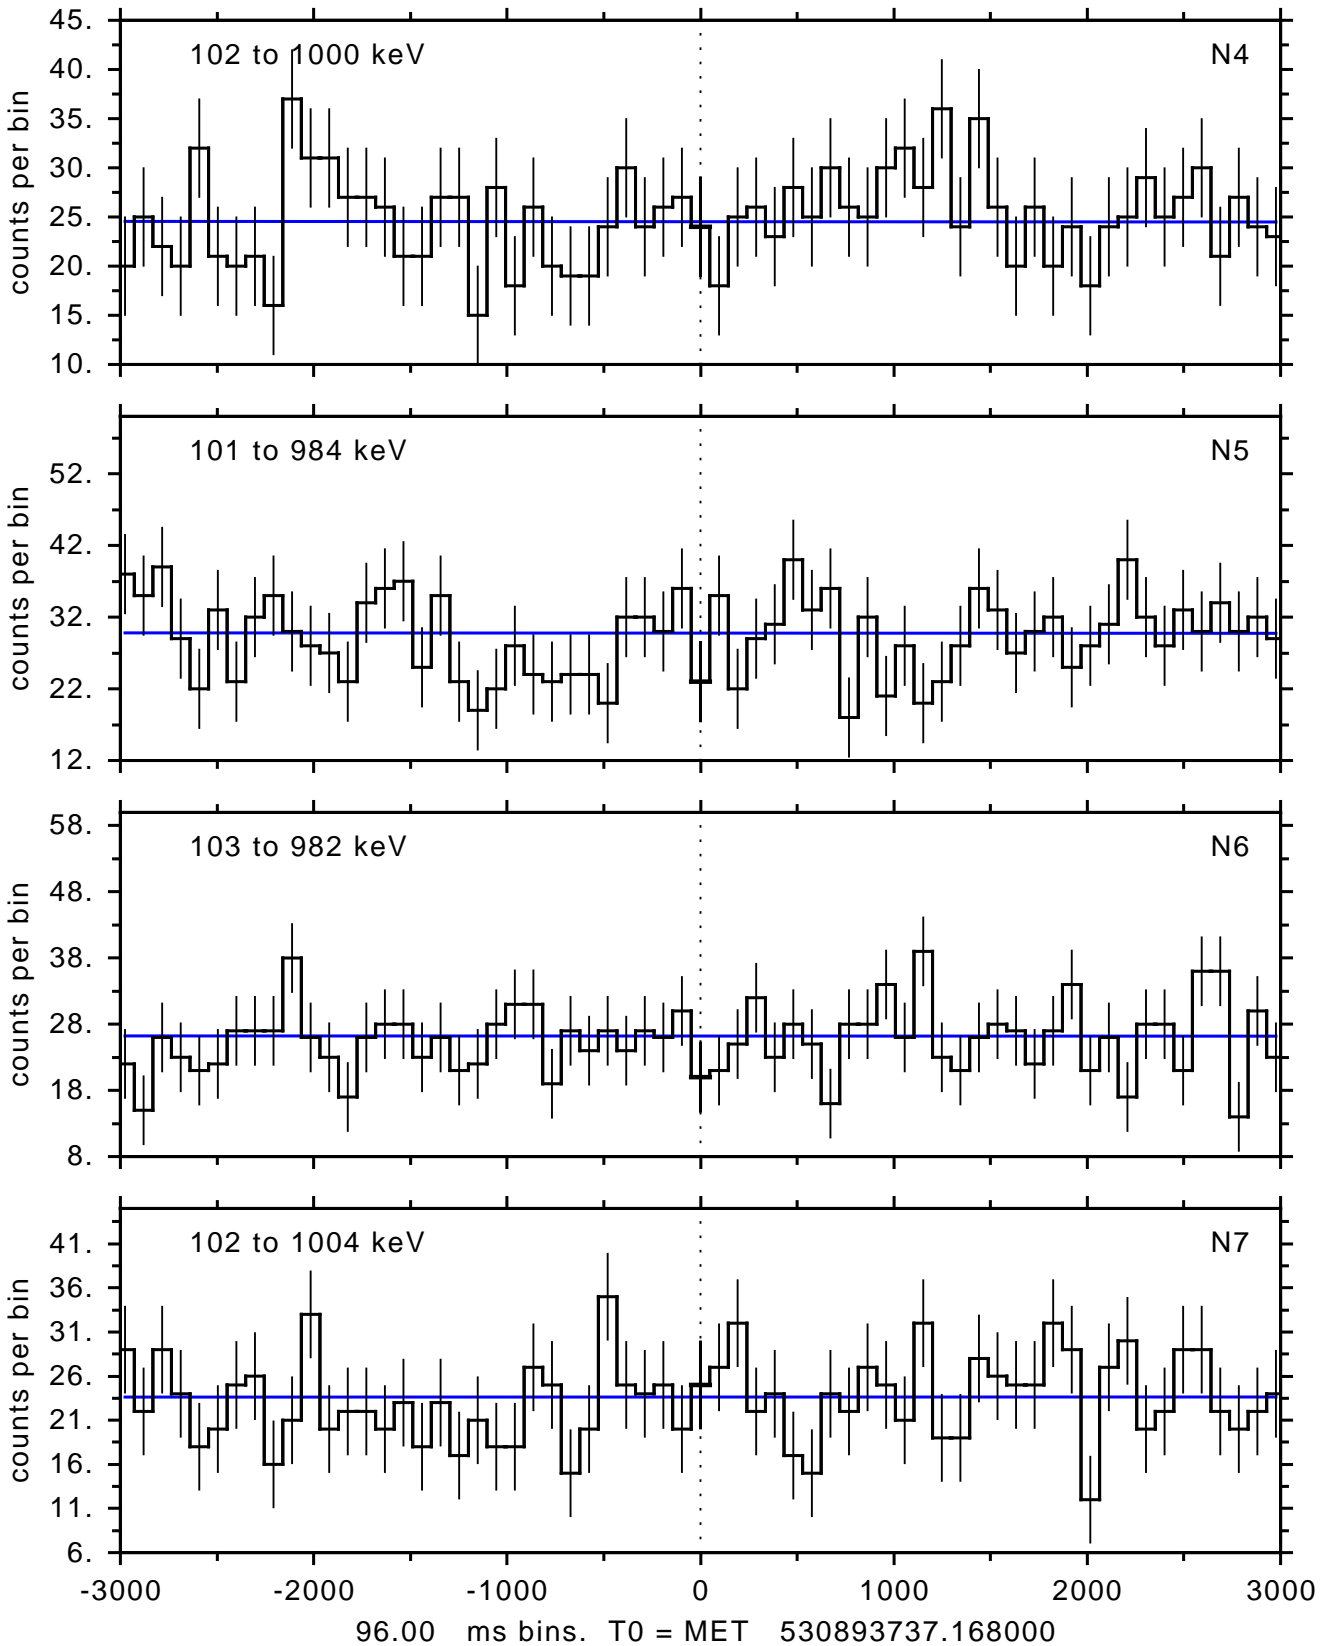 45.
40.
35.
30.
25.
20.
15.
10.
counts per bin
102 to 1000 keV
N4
52.
42.
32.
22.
12.
counts per bin
101 to 984 keV
N5
58.
48.
38.
28.
18.
8.
counts per bin
103 to 982 keV
N6
41.
36.
31.
26.
21.
16.
11.
6.
counts per bin
102 to 1004 keV
N7
-3000 -2000 -1000 0 1000 2000 3000
96.00 ms bins. T0 = MET 530893737.168000